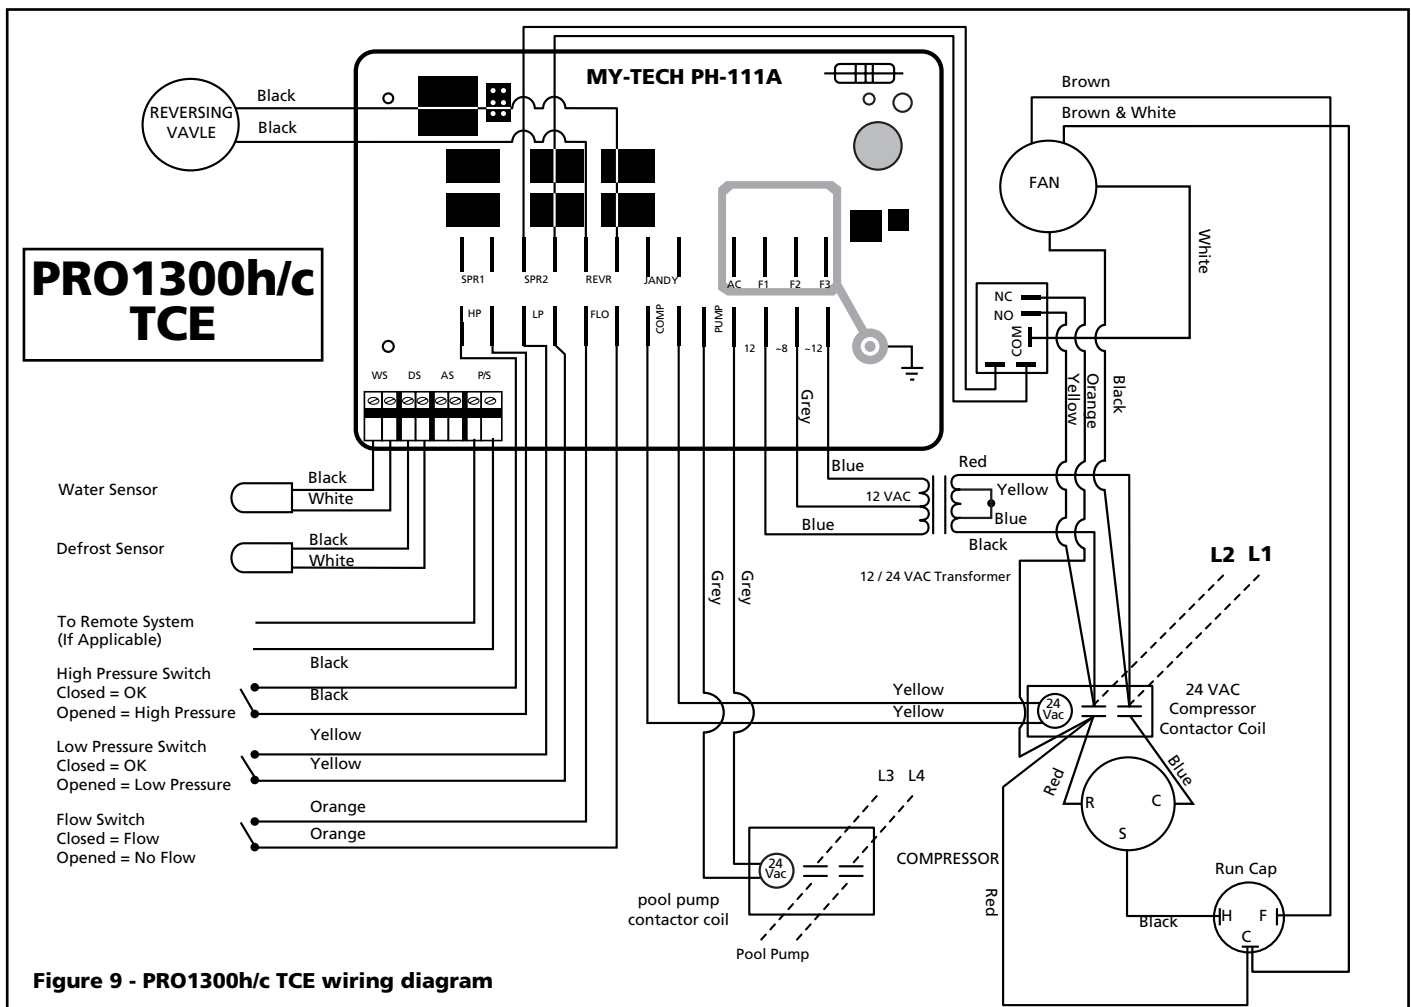 MY-TECH PH-111A
Brown
Brown & White
Black
REVERSING
VAVLE
Black
FAN
White
PRO1300h/c
TCE
SPR1 SPR2 REVR JANDY AC F1 F2 F3
HP LP FLO COMP PUMP 12 ~8 ~12
NC
NO
COM
WS DS AS P/S
Grey
Yellow
Orange
Black
Water Sensor
Black
White
Blue
12 VAC
Blue
Red
Yellow
Blue
Black
Defrost Sensor
Black
White
12 / 24 VAC Transformer
L2 L1
Grey
Grey
To Remote System
(If Applicable)
Black
High Pressure Switch
Closed = OK
Opened = High Pressure
Black
Yellow
Yellow
24
Vac
24 VAC
Compressor
Contactor Coil
Low Pressure Switch
Closed = OK
Opened = Low Pressure
Yellow
Yellow
Red
Blue
R C
S
L3 L4
Flow Switch
Closed = Flow
Opened = No Flow
Orange
Orange
24
Vac
COMPRESSOR
pool pump
contactor coil
Pool Pump
Red
Black
Run Cap
H F
C
Figure 9 - PRO1300h/c TCE wiring diagram